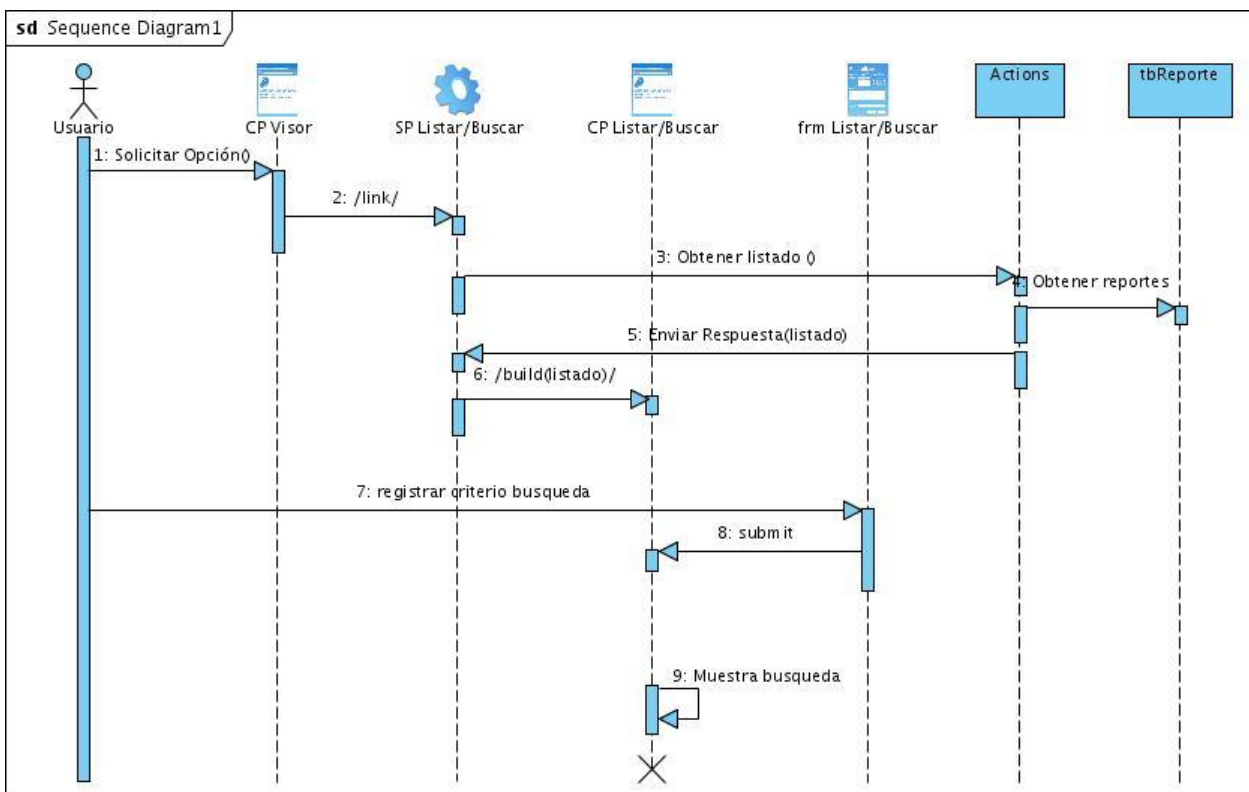 sd Sequence Diagram1
Usuario
CP Visor
SP Listar/Buscar
CP Listar/Buscar
frm Listar/Buscar
Actions
tbReporte
1: Solicitar Opción()
2: /link/
3: Obtener listado ()
4: Obtener reportes
5: Enviar Respuesta(listado)
6: /build(listado)/
7: registrar criterio busqueda
8: submit
9: Muestra busqueda